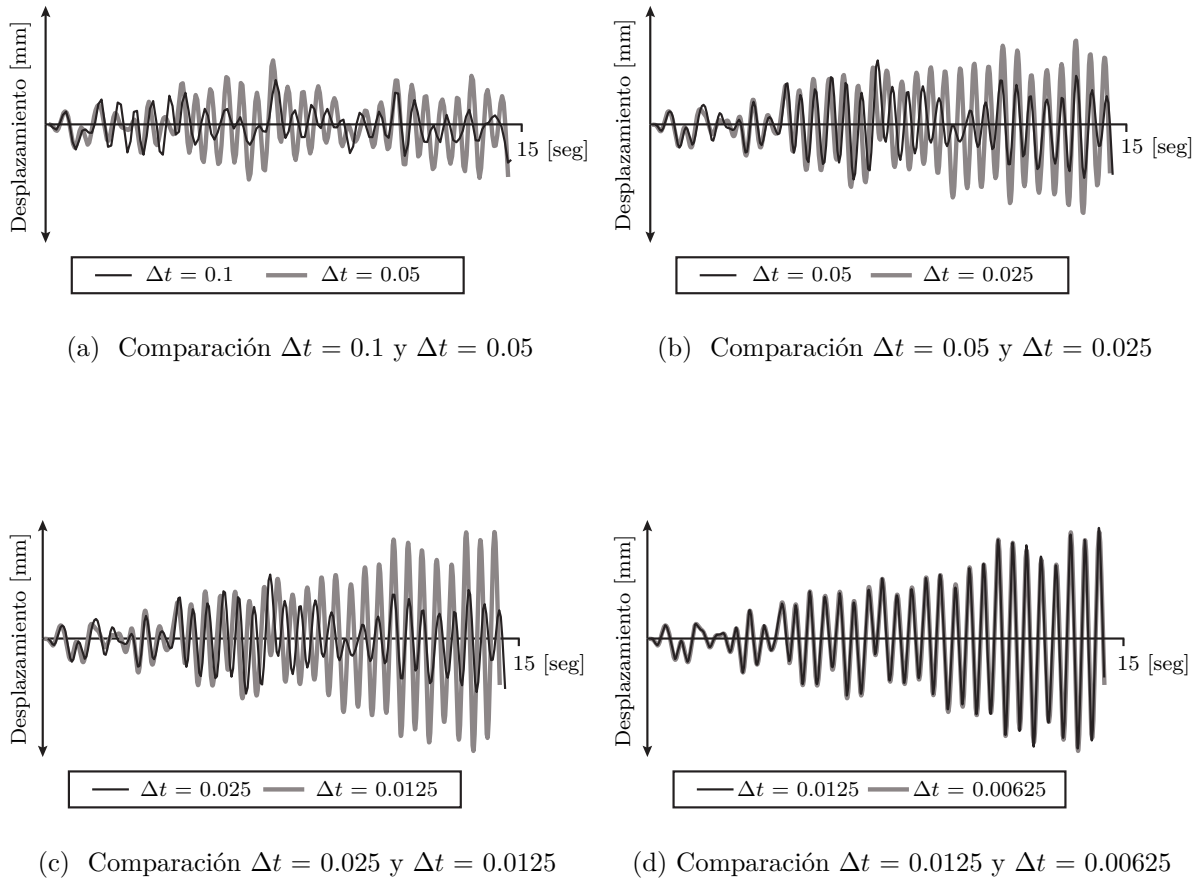 Desplazamiento [mm]
15 [seg]
Δt = 0.1 Δt = 0.05
(a) Comparación Δt = 0.1 y Δt = 0.05
Desplazamiento [mm]
15 [seg]
Δt = 0.05 Δt = 0.025
(b) Comparación Δt = 0.05 y Δt = 0.025
Desplazamiento [mm]
15 [seg]
Δt = 0.025 Δt = 0.0125
(c) Comparación Δt = 0.025 y Δt = 0.0125
Desplazamiento [mm]
15 [seg]
Δt = 0.0125 Δt = 0.00625
(d) Comparación Δt = 0.0125 y Δt = 0.00625